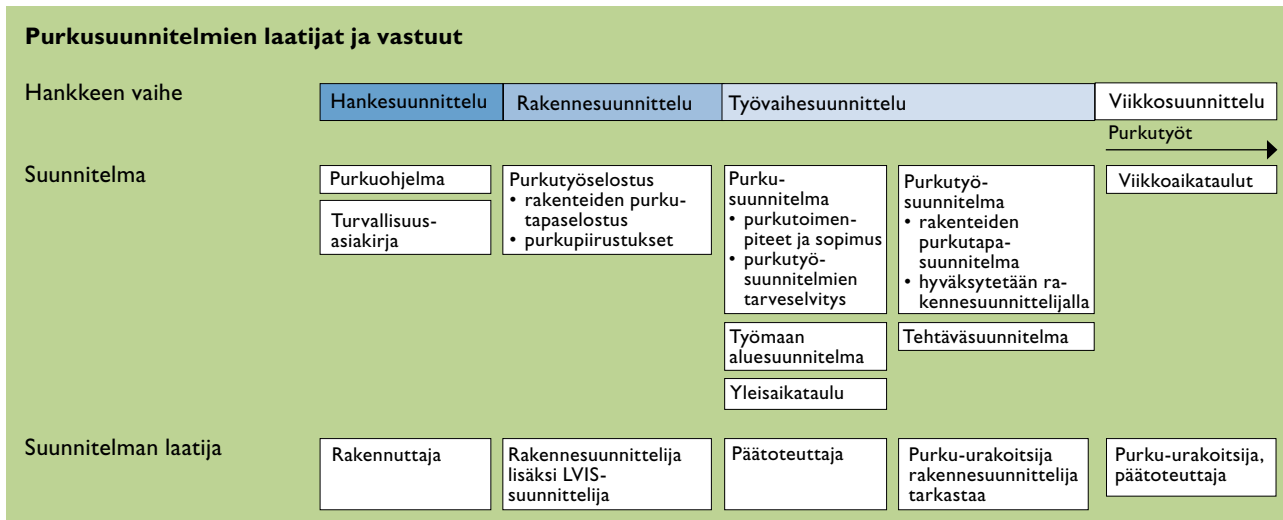 Purkusuunnitelmien laatijat ja vastuut
Hankkeen vaihe
Hankesuunnittelu
Rakennesuunnittelu
Työvaihesuunnittelu
Viikkosuunnittelu
Purkutyöt
Suunnitelma
Purkuohjelma
Turvallisuus-
asiakirja
Purkutyöselostus
• rakenteiden purku-
tapaselostus
• purkupiirustukset
Purku-
suunnitelma
• purkutoimen-
piteet ja sopimus
• purkutyö-
suunnitelmien
tarveselvitys
Työmaan
aluesuunnitelma
Yleisaikataulu
Purkutyö-
suunnitelma
• rakenteiden
purkutapa-
suunnitelma
• hyväksytetään ra-
kennesuunnittelijalla
Tehtäväsuunnitelma
Viikkoaikataulut
Suunnitelman laatija
Rakennuttaja
Rakennesuunnittelija
lisäksi LVIS-
suunnittelija
Päätoteuttaja
Purku-urakoitsija
rakennesuunnittelija
tarkastaa
Purku-urakoitsija,
päätoteuttaja